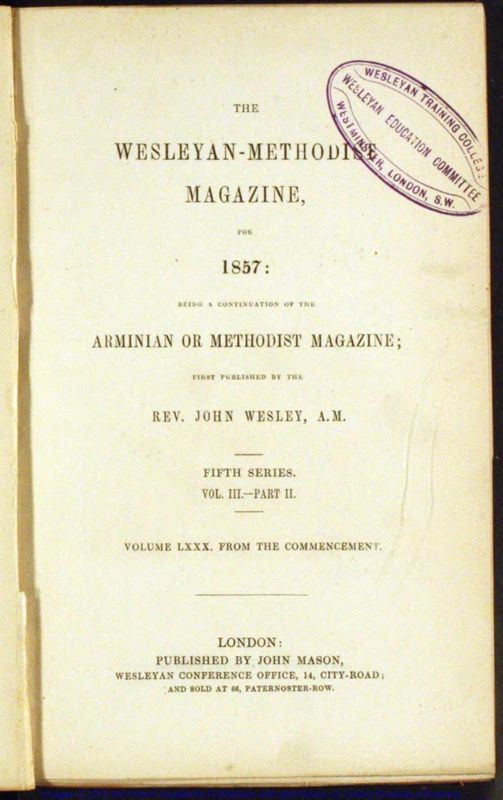 THE
WESLEYAN-METHODIST
MAGAZINE,
FOR
1857:
BEING A CONTINUATION OF THE
ARMINIAN OR METHODIST MAGAZINE;
FIRST PUBLISHED BY THE
REV. JOHN WESLEY, A.M.
FIFTH SERIES.
VOL. III.—PART II.
VOLUME LXXX. FROM THE COMMENCEMENT.
LONDON:
PUBLISHED BY JOHN MASON,
WESLEYAN CONFERENCE OFFICE, 14, CITY-ROAD;
AND SOLD AT 66, PATERNOSTER-ROW.
WESLEYAN TRAINING COLLEGE
WESLEYAN EDUCATION COMMITTEE
WESTMINSTER, LONDON, S.W.